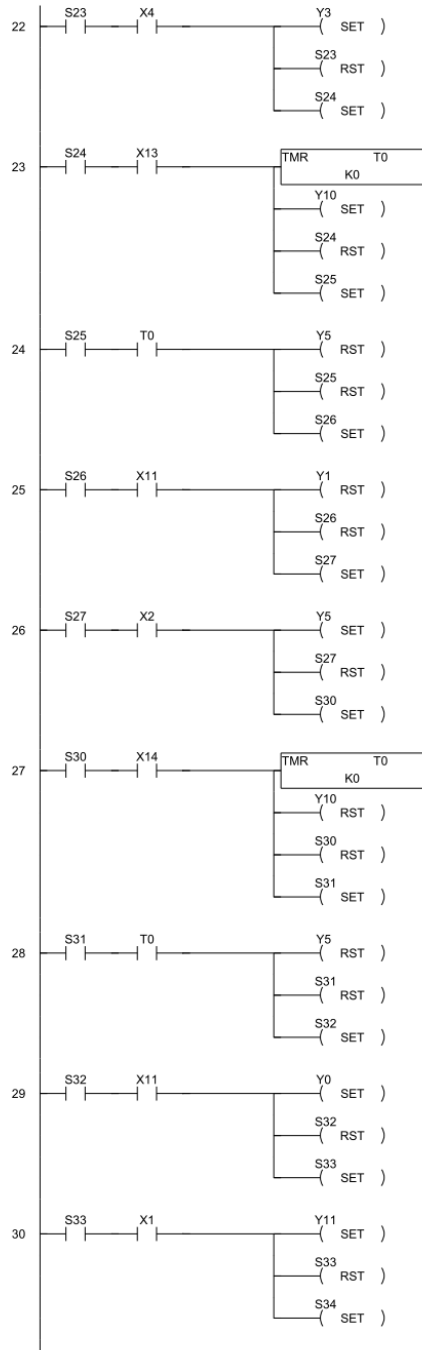 S23 X4 Y3
22 SET
S23
RST
S24
SET
S24 X13 TMR T0
23 K0
Y10
SET
S24
RST
S25
SET
S25 T0 Y5
24 RST
S25
RST
S26
SET
S26 X11 Y1
25 RST
S26
RST
S27
SET
S27 X2 Y5
26 SET
S27
RST
S30
SET
S30 X14 TMR T0
27 K0
Y10
RST
S30
RST
S31
SET
S31 T0 Y5
28 RST
S31
RST
S32
SET
S32 X11 Y0
29 SET
S32
RST
S33
SET
S33 X1 Y11
30 SET
S33
RST
S34
SET